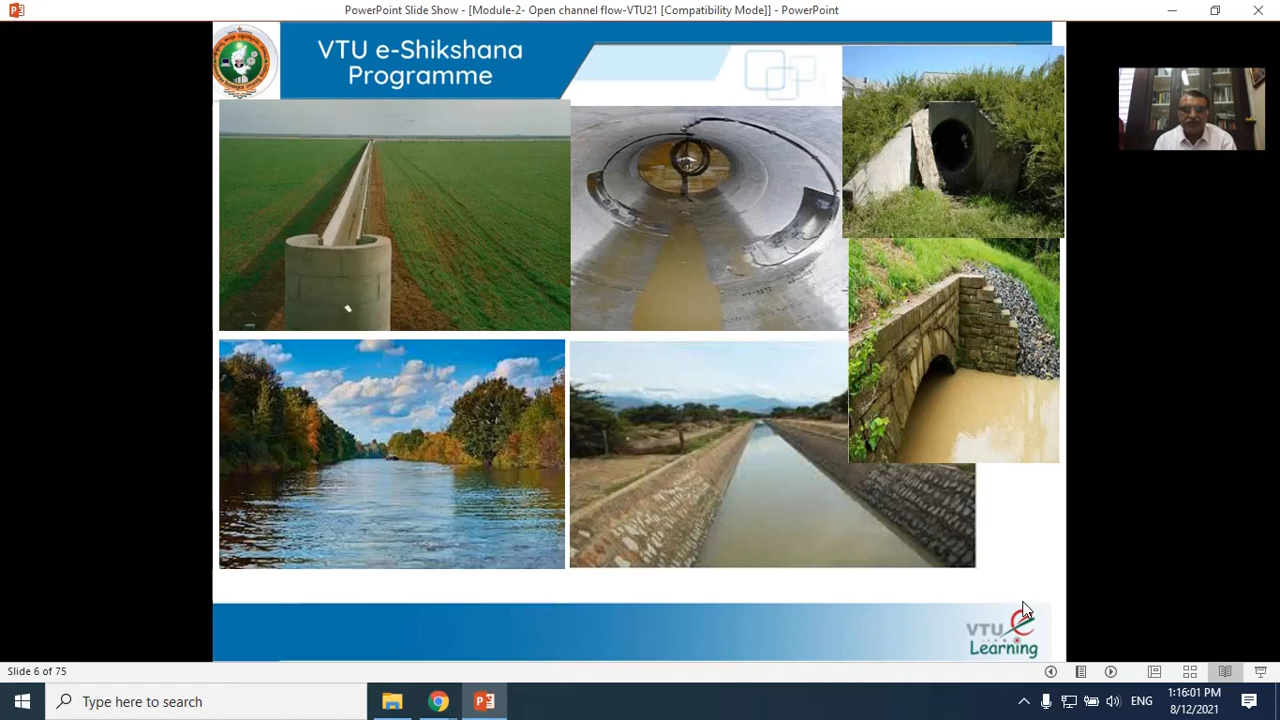 PowerPoint Slide Show - [Module-2- Open channel flow-VTU21 [Compatibility Mode]] - PowerPoint
VTU e-Shikshana
Programme
VTU e
Learning
Slide 6 of 75
Type here to search
ENG
1:16:01 PM
8/12/2021